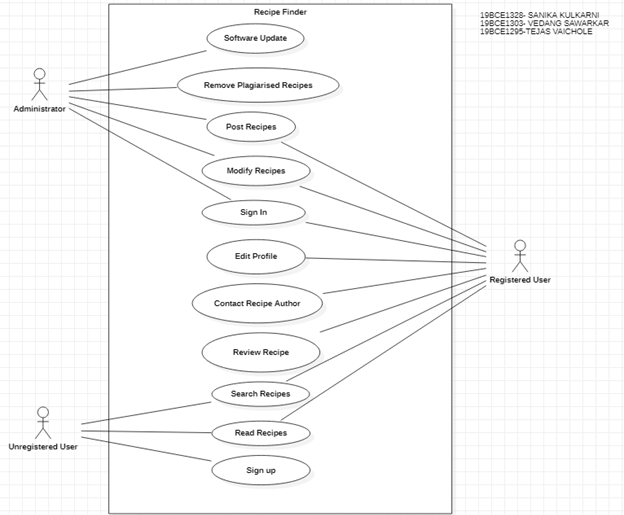 Recipe Finder
19BCE1328- SANIKA KULKARNI
19BCE1303- VEDANG SAWARKAR
19BCE1295-TEJAS VAICHOLE
Software Update
Remove Plagiarised Recipes
Administrator
Post Recipes
Modify Recipes
Sign In
Edit Profile
Registered User
Contact Recipe Author
Review Recipe
Search Recipes
Read Recipes
Unregistered User
Sign up